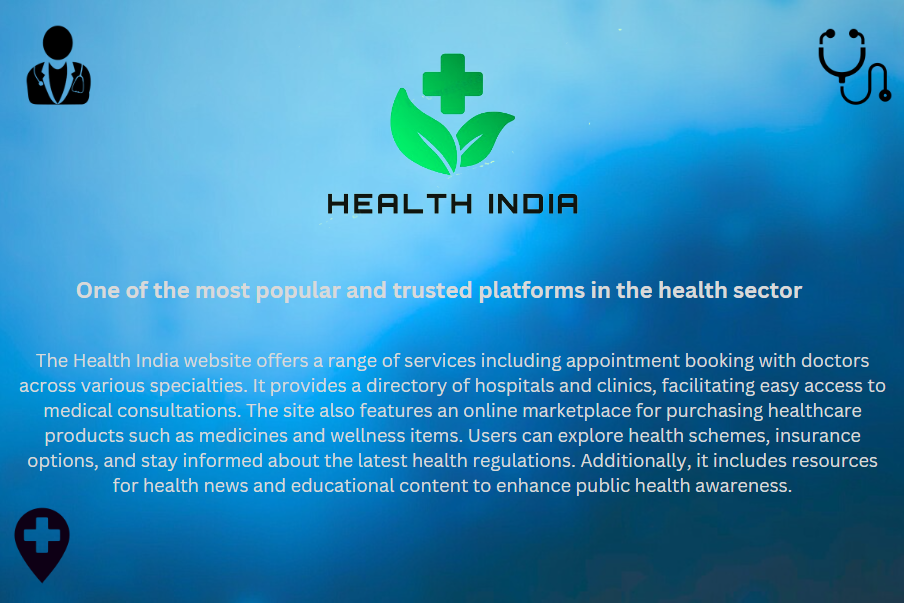 HEALTH INDIA
One of the most popular and trusted platforms in the health sector
The Health India website offers a range of services including appointment booking with doctors
across various specialties. It provides a directory of hospitals and clinics, facilitating easy access to
medical consultations. The site also features an online marketplace for purchasing healthcare
products such as medicines and wellness items. Users can explore health schemes, insurance
options, and stay informed about the latest health regulations. Additionally, it includes resources
for health news and educational content to enhance public health awareness.